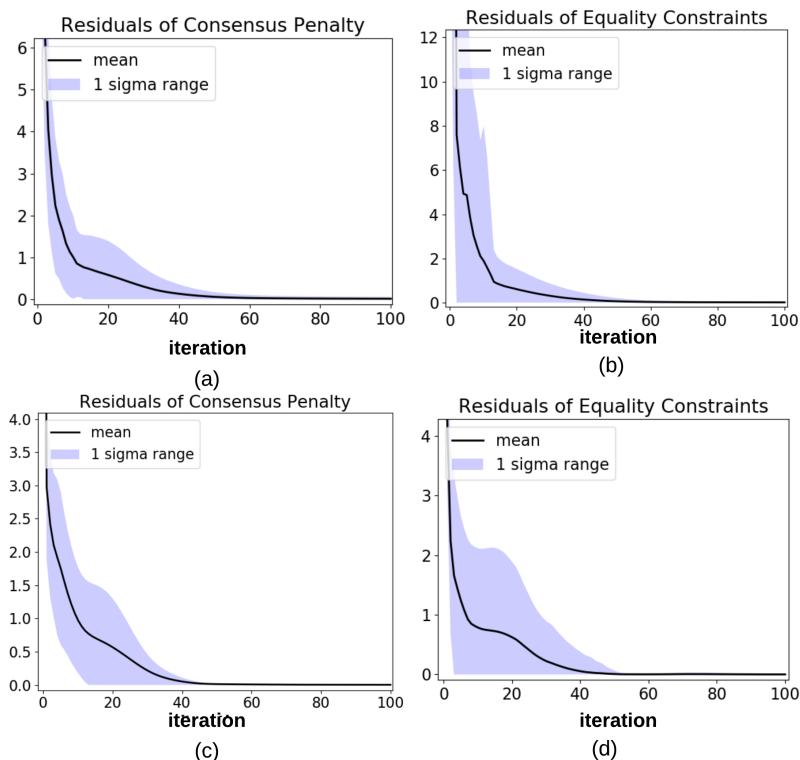 Residuals of Consensus Penalty
mean
1 sigma range
6
5
4
3
2
1
0
0 20 40 60 80 100
iteration
(a)
Residuals of Equality Constraints
mean
1 sigma range
12
10
8
6
4
2
0
0 20 40 60 80 100
iteration
(b)
Residuals of Consensus Penalty
mean
1 sigma range
4.0
3.5
3.0
2.5
2.0
1.5
1.0
0.5
0.0
0 20 40 60 80 100
iteration
(c)
Residuals of Equality Constraints
mean
1 sigma range
4
3
2
1
0
0 20 40 60 80 100
iteration
(d)